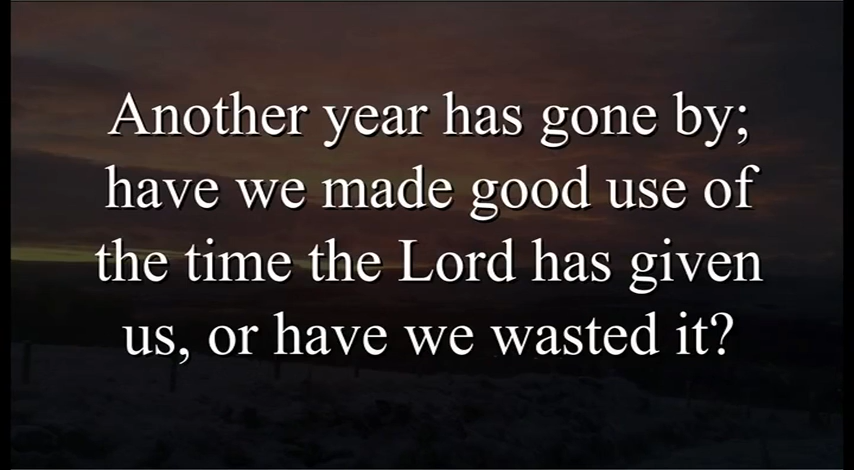 Another year has gone by;
have we made good use of
the time the Lord has given
us, or have we wasted it?